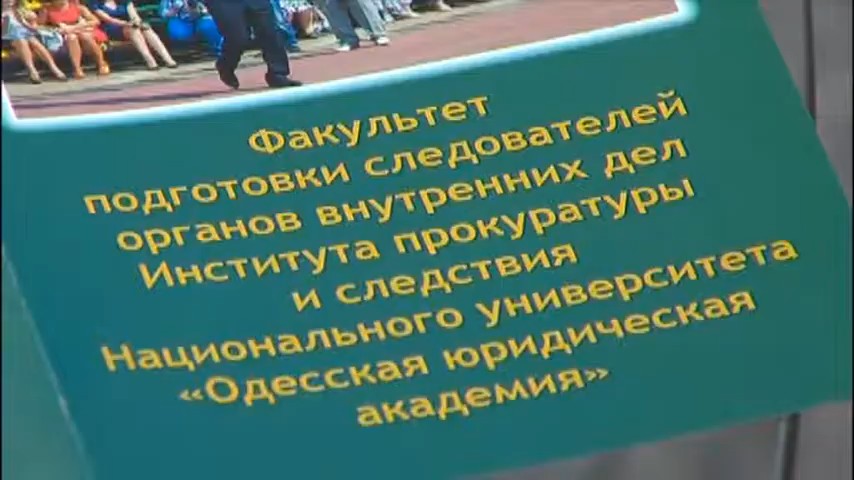 Факультет
подготовки следователей
органов внутренних дел
Института прокуратуры
и следствия
Национального университета
«Одесская юридическая
академия»